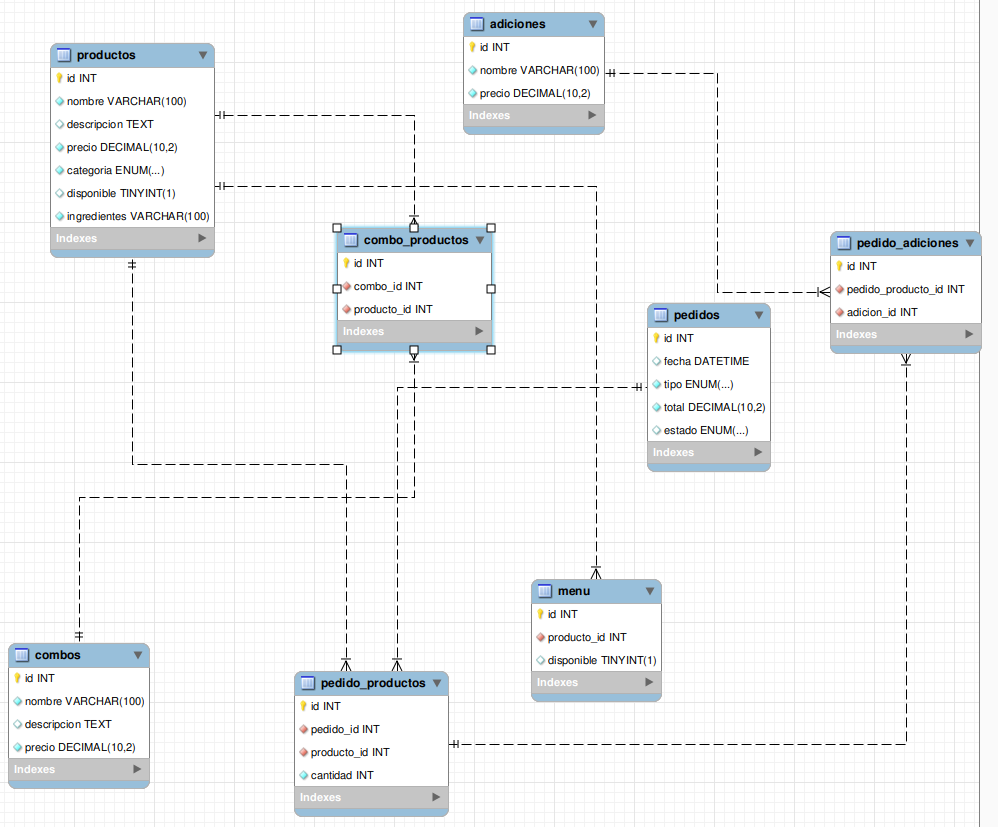 adiciones
id INT
nombre VARCHAR(100)
precio DECIMAL(10,2)
Indexes
productos
id INT
nombre VARCHAR(100)
descripcion TEXT
precio DECIMAL(10,2)
categoria ENUM(...)
disponible TINYINT(1)
ingredientes VARCHAR(100)
Indexes
combo_productos
id INT
combo_id INT
producto_id INT
Indexes
pedido_adiciones
id INT
pedido_producto_id INT
adicion_id INT
Indexes
pedidos
id INT
fecha DATETIME
tipo ENUM(...)
total DECIMAL(10,2)
estado ENUM(...)
Indexes
menu
id INT
producto_id INT
disponible TINYINT(1)
Indexes
combos
id INT
nombre VARCHAR(100)
descripcion TEXT
precio DECIMAL(10,2)
Indexes
pedido_productos
id INT
pedido_id INT
producto_id INT
cantidad INT
Indexes